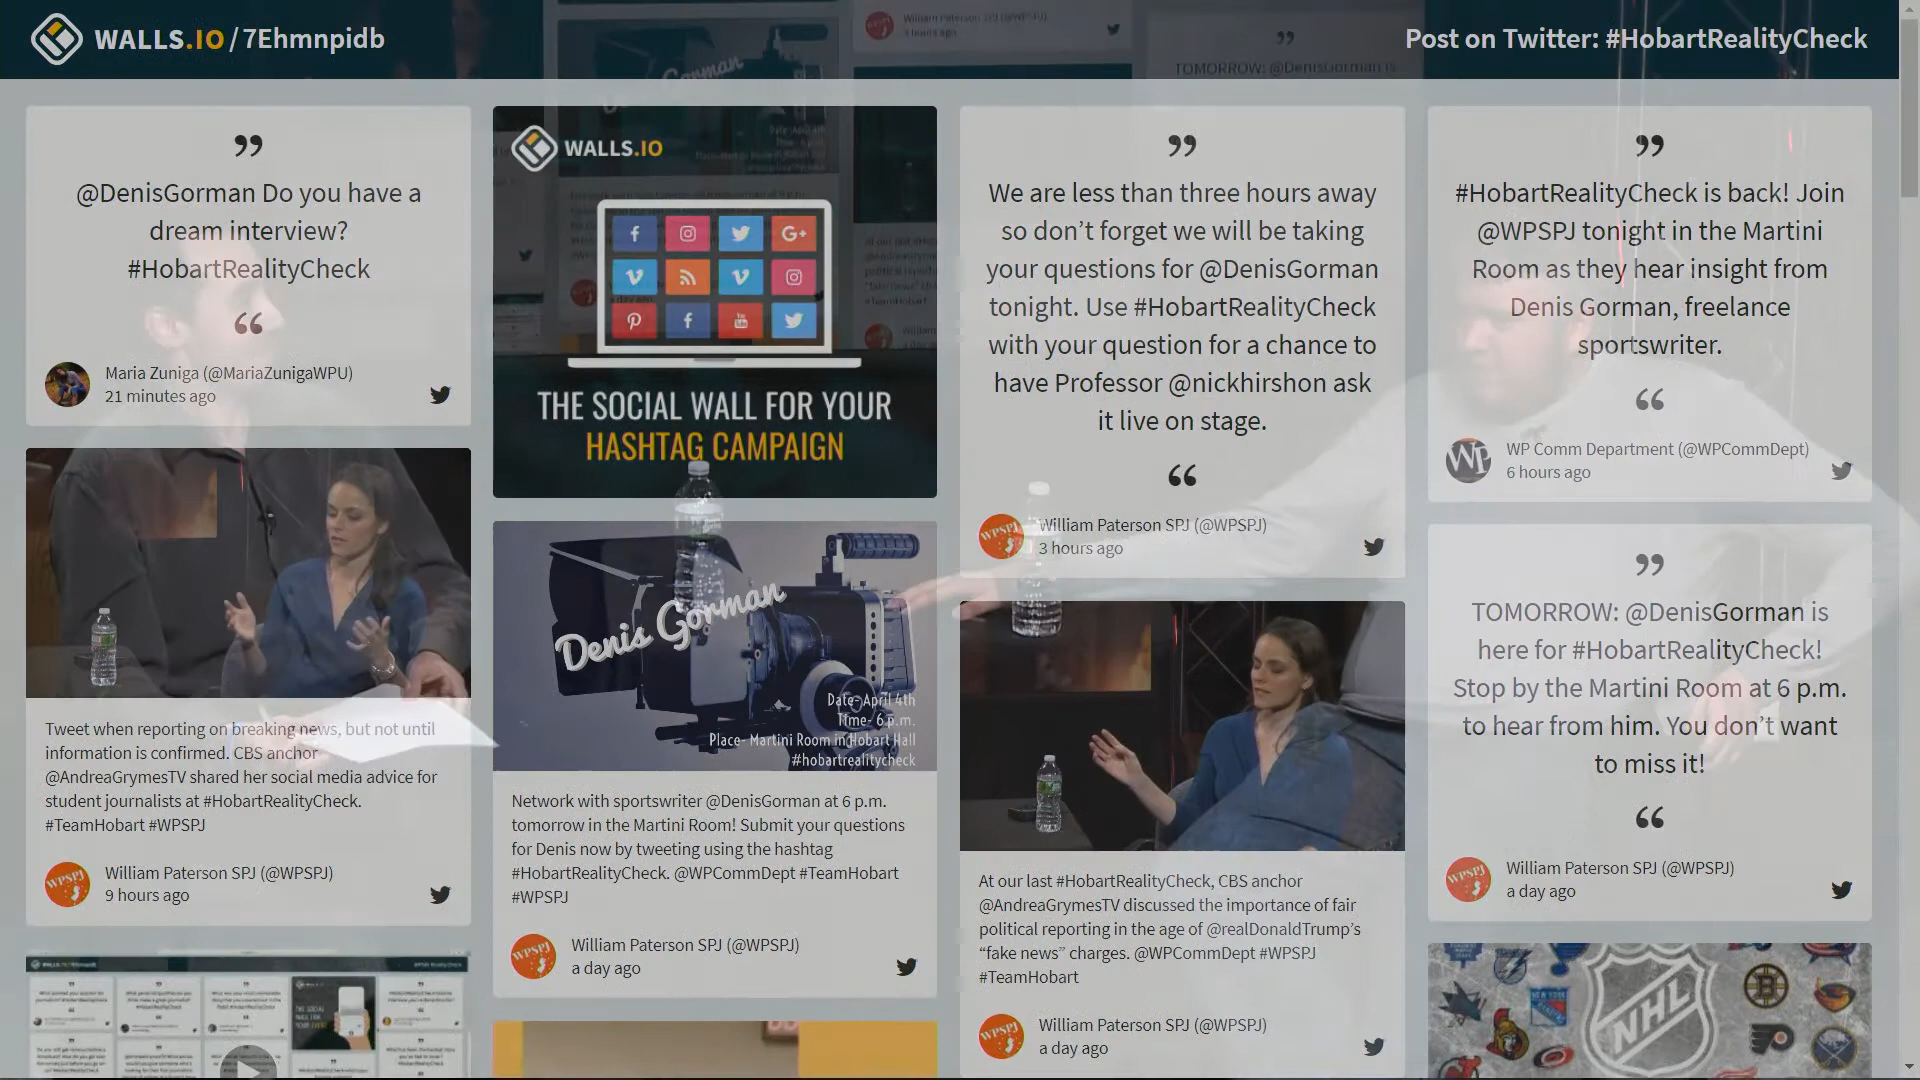 WALLS.IO / 7Ehmnpidb
Post on Twitter: #HobartRealityCheck
@DenisGorman Do you have a
dream interview?
#HobartRealityCheck
Maria Zuniga (@MariaZunigaWPU)
21 minutes ago
Tweet when reporting on breaking news, but not until
information is confirmed. CBS anchor
@AndreaGrymesTV shared her social media advice for
student journalists at #HobartRealityCheck.
#TeamHobart #WPSPJ
William Paterson SPJ (@WPSPJ)
9 hours ago
WALLS.IO
THE SOCIAL WALL FOR YOUR
HASHTAG CAMPAIGN
Denis Gorman
Date- April 4th
Time- 6 p.m.
Place- Martini Room in Hobart Hall
#hobartrealitycheck
Network with sportswriter @DenisGorman at 6 p.m.
tomorrow in the Martini Room! Submit your questions
for Denis now by tweeting using the hashtag
#HobartRealityCheck. @WPCommDept #TeamHobart
#WPSPJ
WPSPJ
William Paterson SPJ (@WPSPJ)
a day ago
We are less than three hours away
so don’t forget we will be taking
your questions for @DenisGorman
tonight. Use #HobartRealityCheck
with your question for a chance to
have Professor @nickhirshon ask
it live on stage.
WPSPJ
William Paterson SPJ (@WPSPJ)
3 hours ago
At our last #HobartRealityCheck, CBS anchor
@AndreaGrymesTV discussed the importance of fair
political reporting in the age of @realDonaldTrump’s
“fake news” charges. @WPCommDept #WPSPJ
#TeamHobart
WPSPJ
William Paterson SPJ (@WPSPJ)
a day ago
#HobartRealityCheck is back! Join
@WPSPJ tonight in the Martini
Room as they hear insight from
Denis Gorman, freelance
sportswriter.
WP
WP Comm Department (@WPCommDept)
6 hours ago
TOMORROW: @DenisGorman is
here for #HobartRealityCheck!
Stop by the Martini Room at 6 p.m.
to hear from him. You don’t want
to miss it!
WPSPJ
William Paterson SPJ (@WPSPJ)
a day ago
NHL